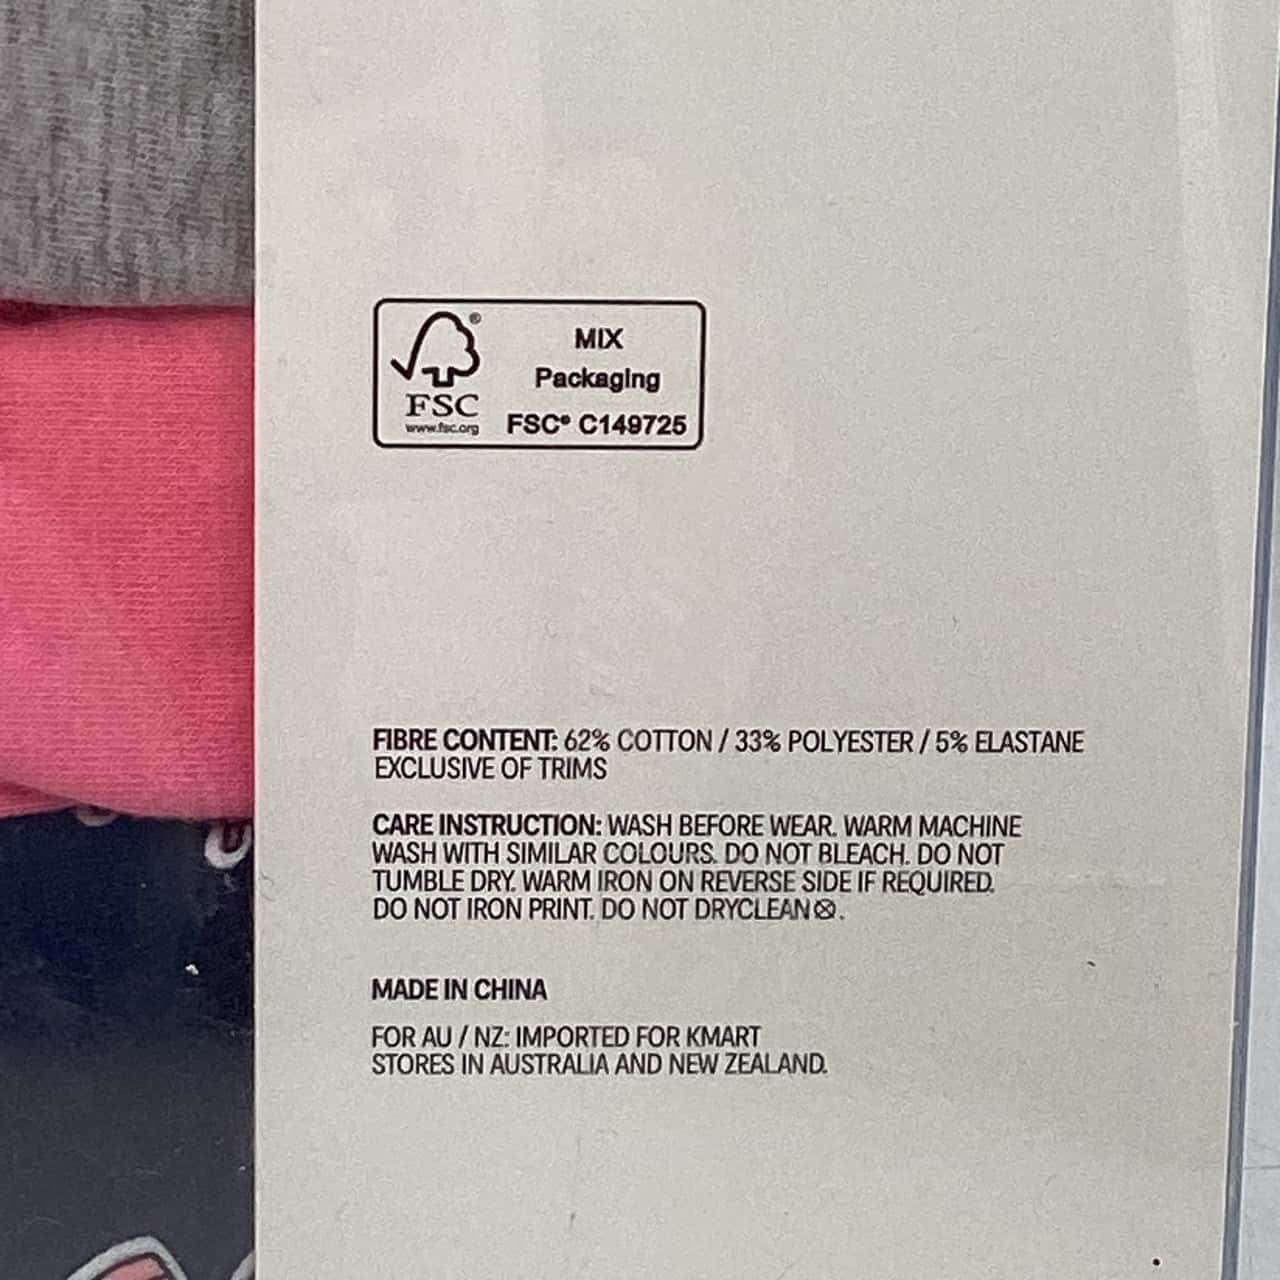 ®
FSC
www.fsc.org
MIX
Packaging
FSC® C149725
FIBRE CONTENT: 62% COTTON / 33% POLYESTER / 5% ELASTANE
EXCLUSIVE OF TRIMS
CARE INSTRUCTION: WASH BEFORE WEAR. WARM MACHINE
WASH WITH SIMILAR COLOURS. DO NOT BLEACH. DO NOT
TUMBLE DRY. WARM IRON ON REVERSE SIDE IF REQUIRED.
DO NOT IRON PRINT. DO NOT DRYCLEAN⊗.
MADE IN CHINA
FOR AU / NZ: IMPORTED FOR KMART
STORES IN AUSTRALIA AND NEW ZEALAND.